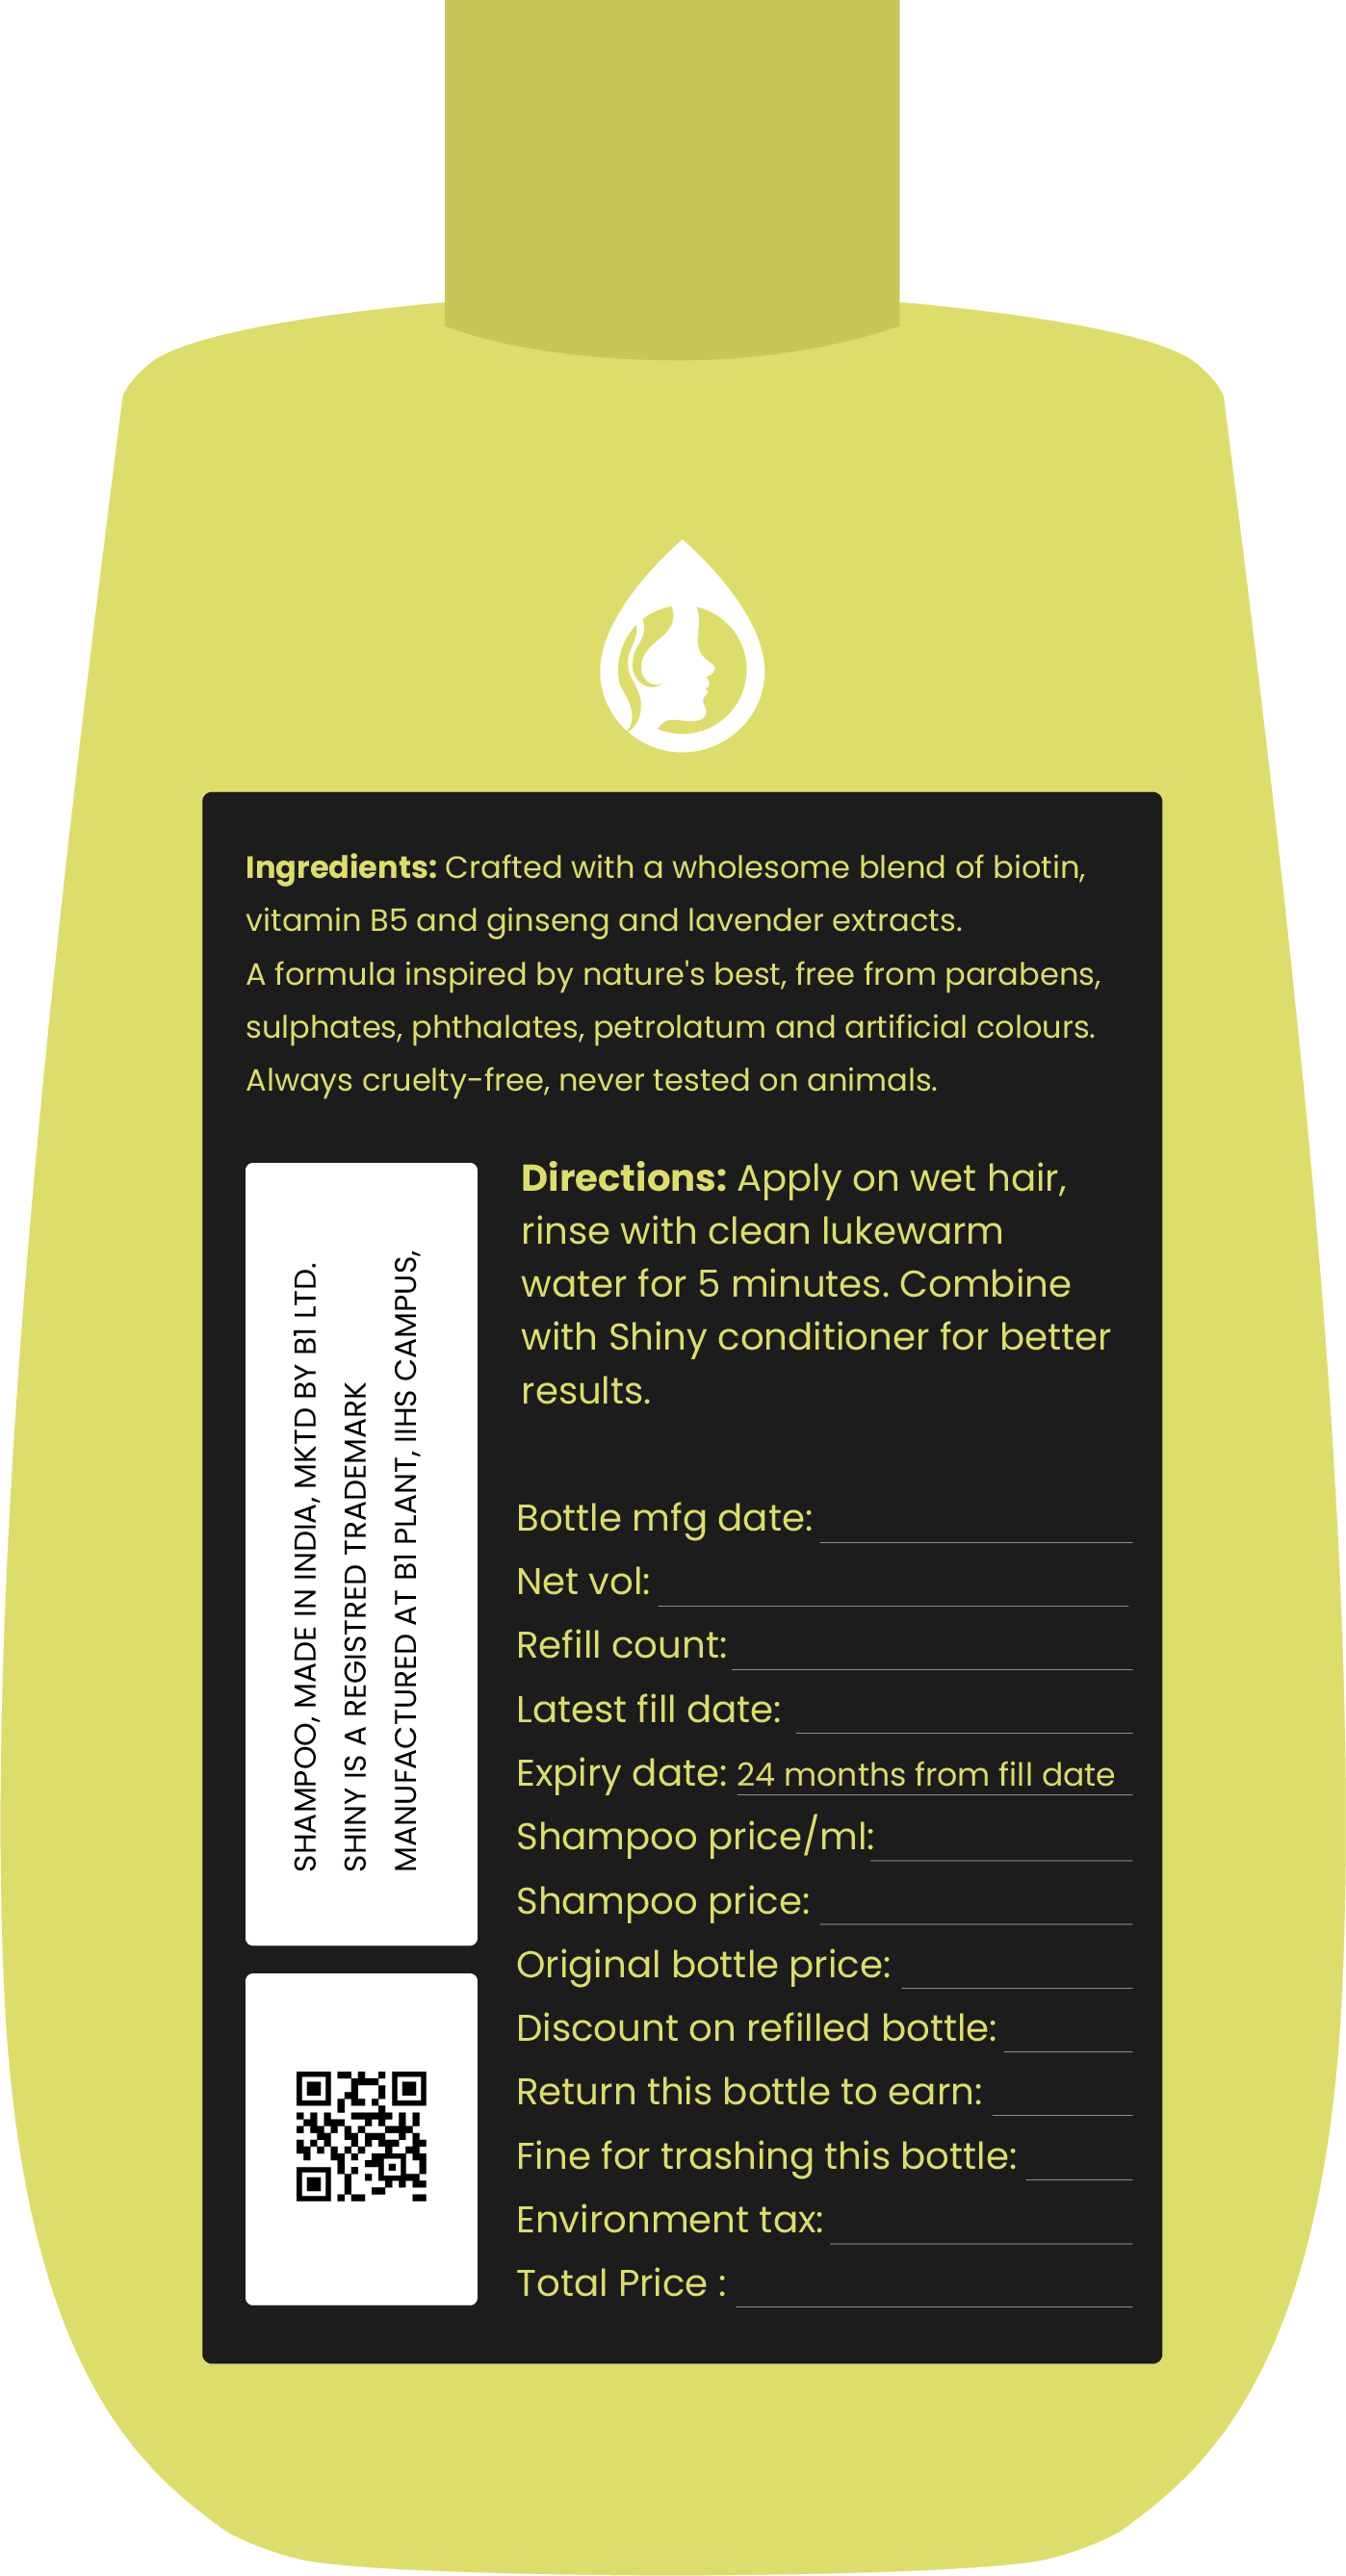 Ingredients: Crafted with a wholesome blend of biotin,
vitamin B5 and ginseng and lavender extracts.
A formula inspired by nature's best, free from parabens,
sulphates, phthalates, petrolatum and artificial colours.
Always cruelty-free, never tested on animals.
SHAMPOO, MADE IN INDIA, MKTD BY B1 LTD.
SHINY IS A REGISTRED TRADEMARK
MANUFACTURED AT B1 PLANT, IIHS CAMPUS,
Directions: Apply on wet hair,
rinse with clean lukewarm
water for 5 minutes. Combine
with Shiny conditioner for better
results.
Bottle mfg date:
Net vol:
Refill count:
Latest fill date:
Expiry date: 24 months from fill date
Shampoo price/ml:
Shampoo price:
Original bottle price:
Discount on refilled bottle:
Return this bottle to earn:
Fine for trashing this bottle:
Environment tax:
Total Price :